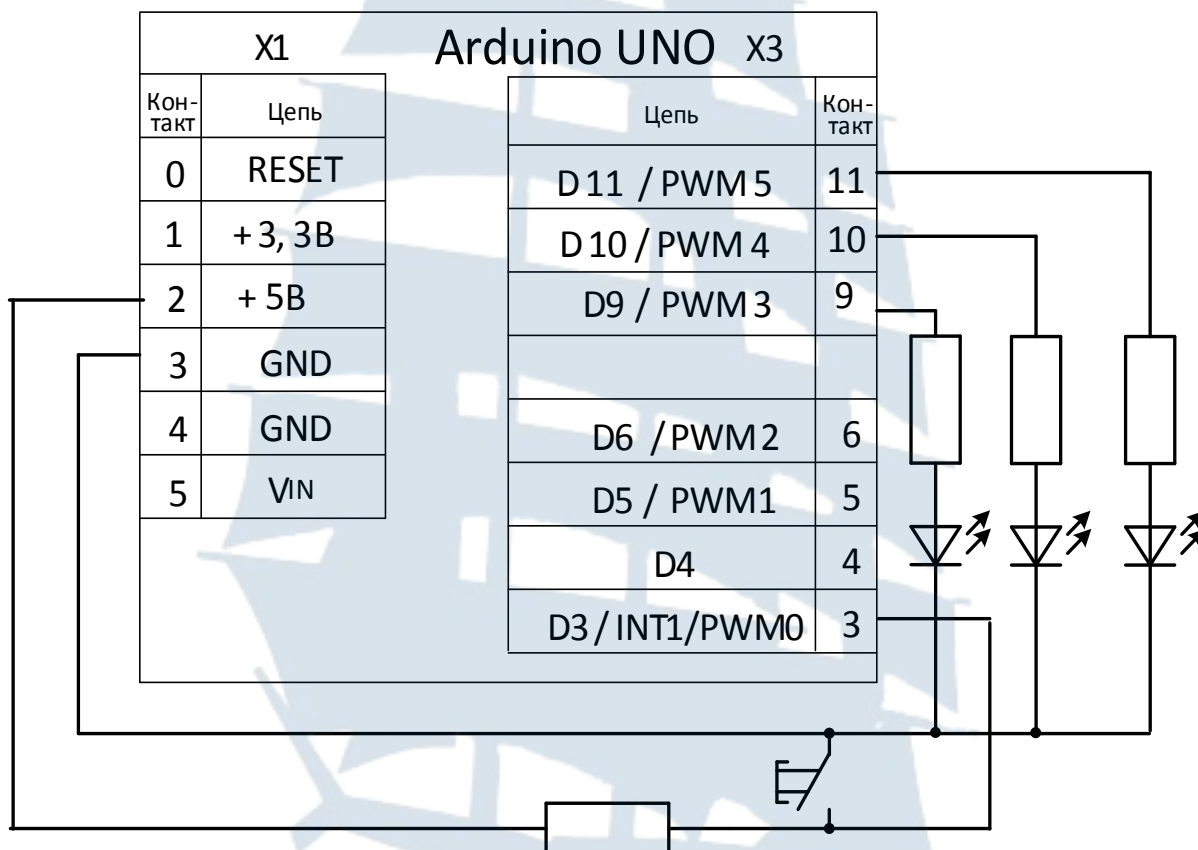 X1 Arduino UNO X3
Кон-
такт Цепь
0 RESET
1 +3, 3В
2 + 5В
3 GND
4 GND
5 VIN
Цепь Кон-
такт
D 11 / PWM 5 11
D 10 / PWM 4 10
D9 / PWM 3 9
D6 / PWM 2 6
D5 / PWM1 5
D4 4
D3 / INT1/PWM0 3